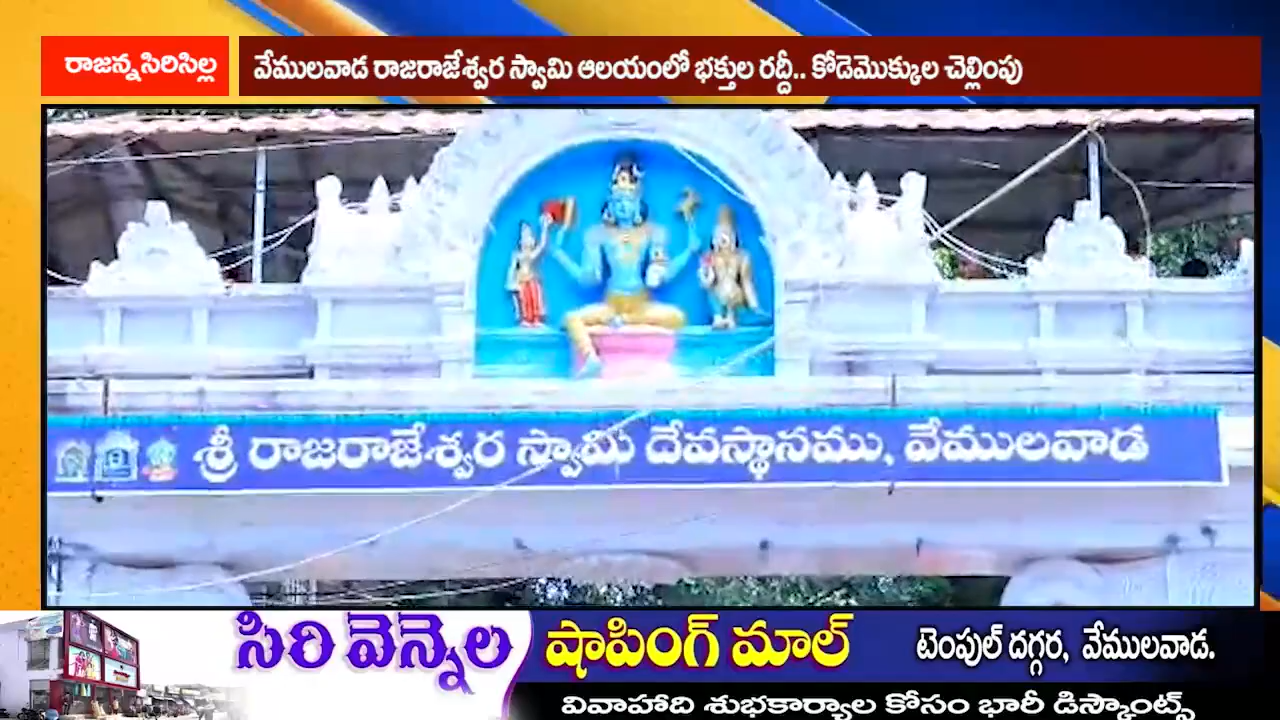 రాజన్నసిరిసిల్ల
వేములవాడ రాజరాజేశ్వర స్వామి ఆలయంలో భక్తుల రద్దీ.. కోడెమొక్కుల చెల్లింపు
శ్రీ రాజరాజేశ్వర స్వామి దేవస్థానము, వేములవాడ
సిరి వెన్నెల షాపింగ్ మాల్ టెంపుల్ దగ్గర, వేములవాడ.
వివాహాది శుభకార్యాల కోసం భారీ డిస్కౌంట్స్